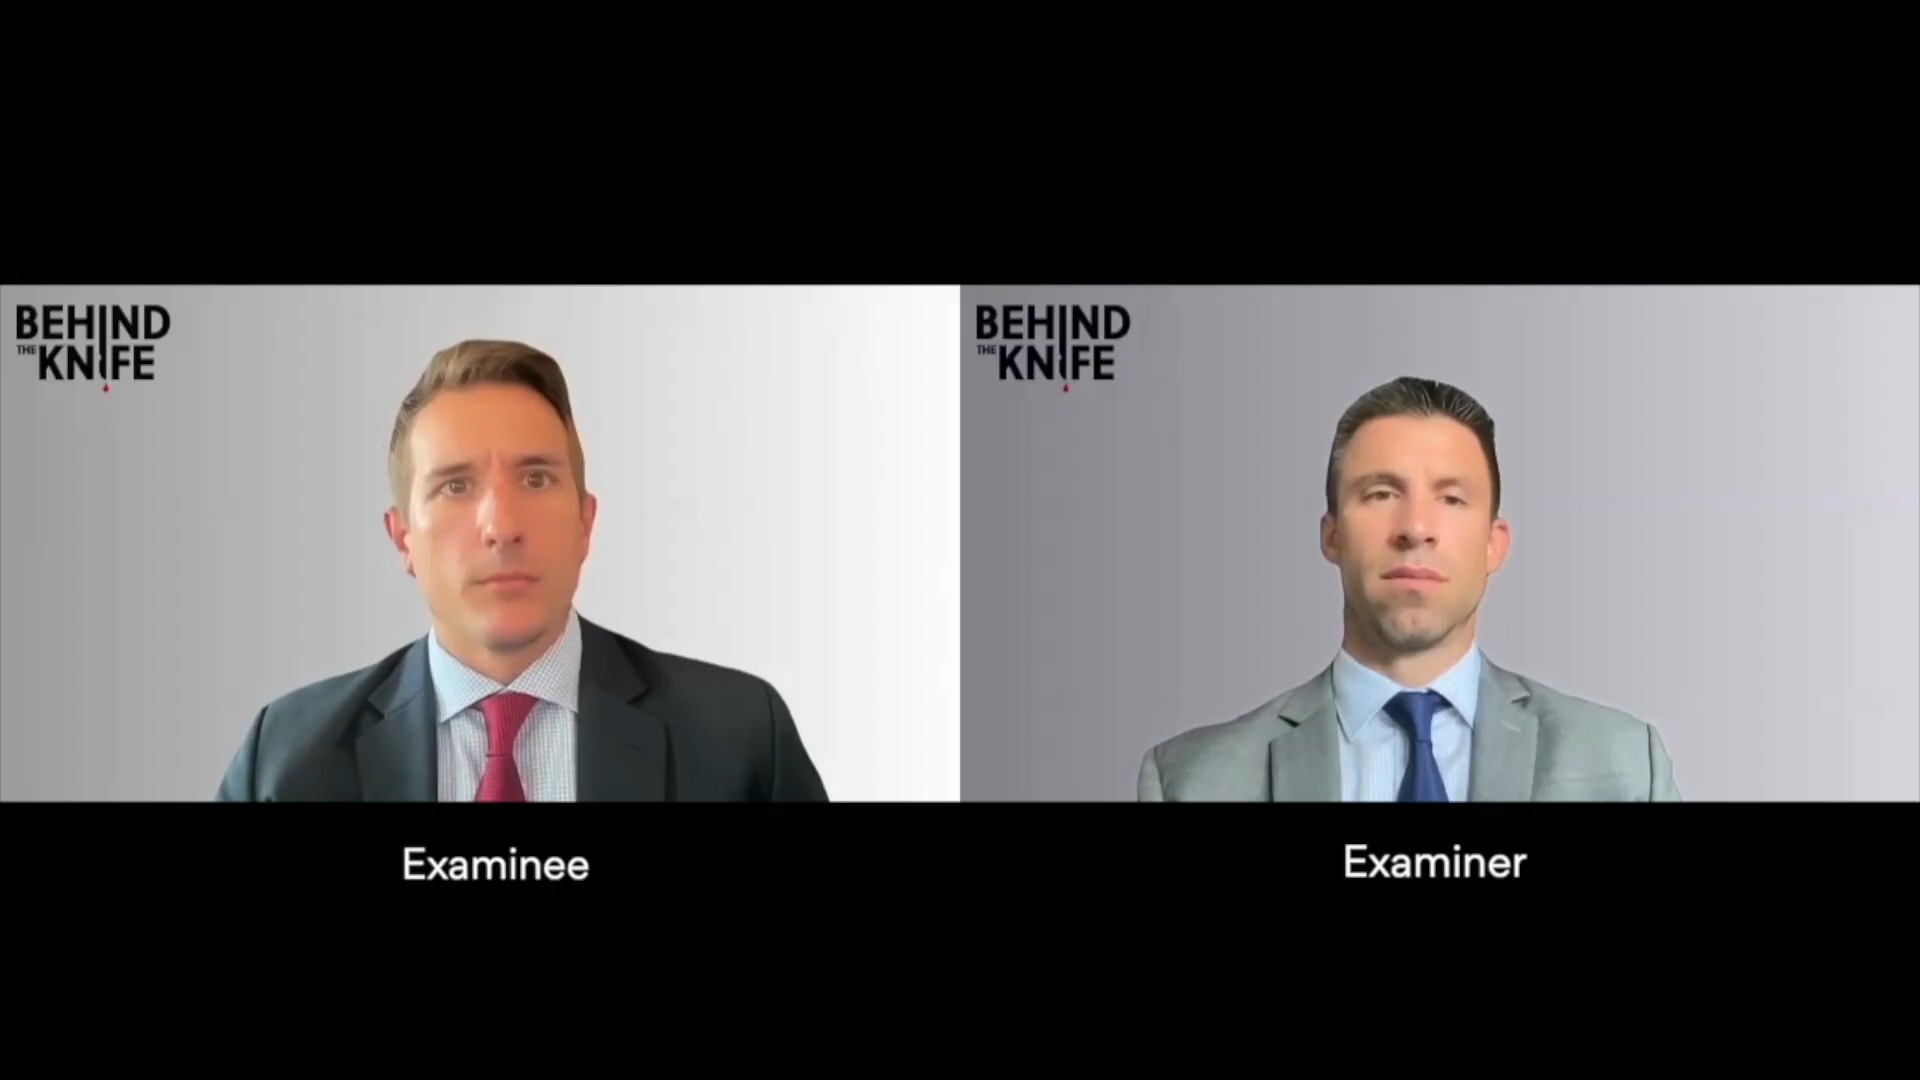 BEHIND
THE KNIFE
BEHIND
THE KNIFE
Examinee
Examiner